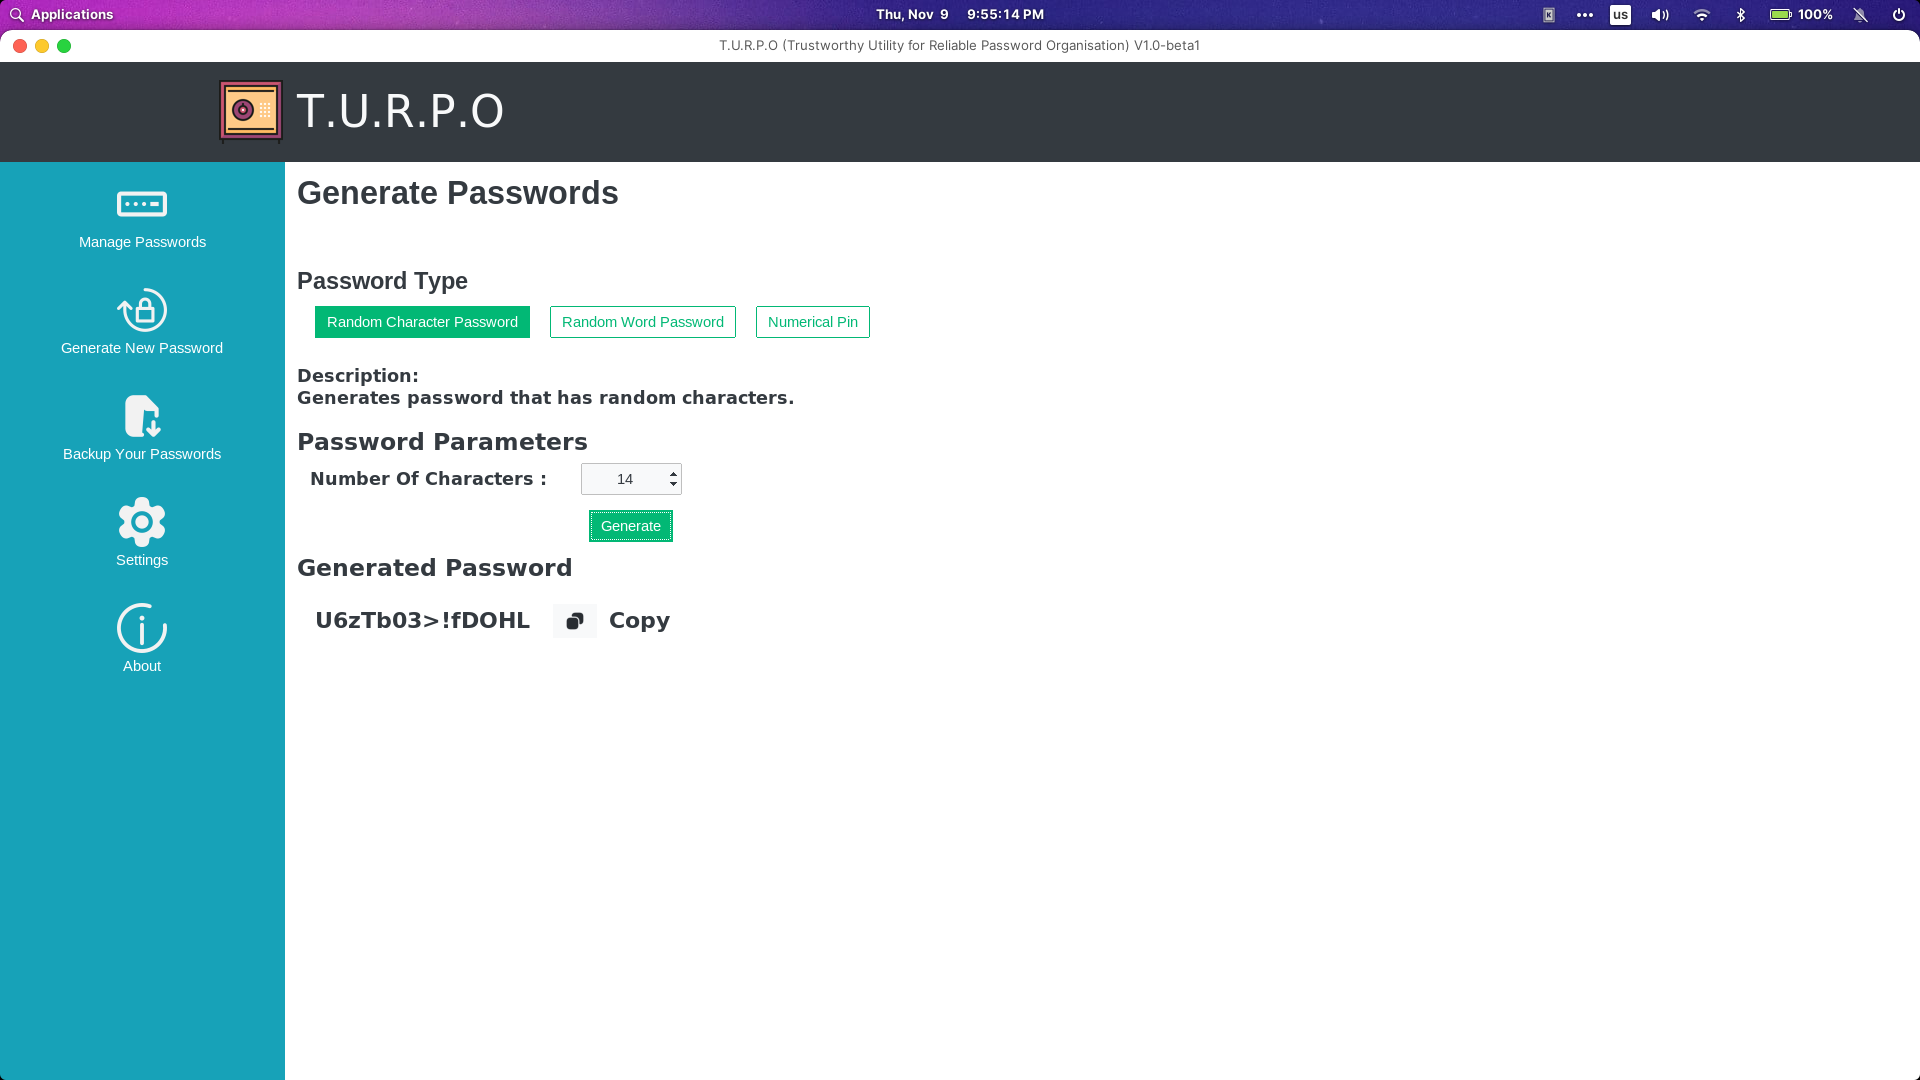 Applications
Thu, Nov 9 9:55:14 PM
us
100%
T.U.R.P.O (Trustworthy Utility for Reliable Password Organisation) V1.0-beta1
T.U.R.P.O
Manage Passwords
Generate New Password
Backup Your Passwords
Settings
About
Generate Passwords
Password Type
Random Character Password Random Word Password Numerical Pin
Description:
Generates password that has random characters.
Password Parameters
Number Of Characters : 14
Generate
Generated Password
U6zTb03>!fDOHL Copy